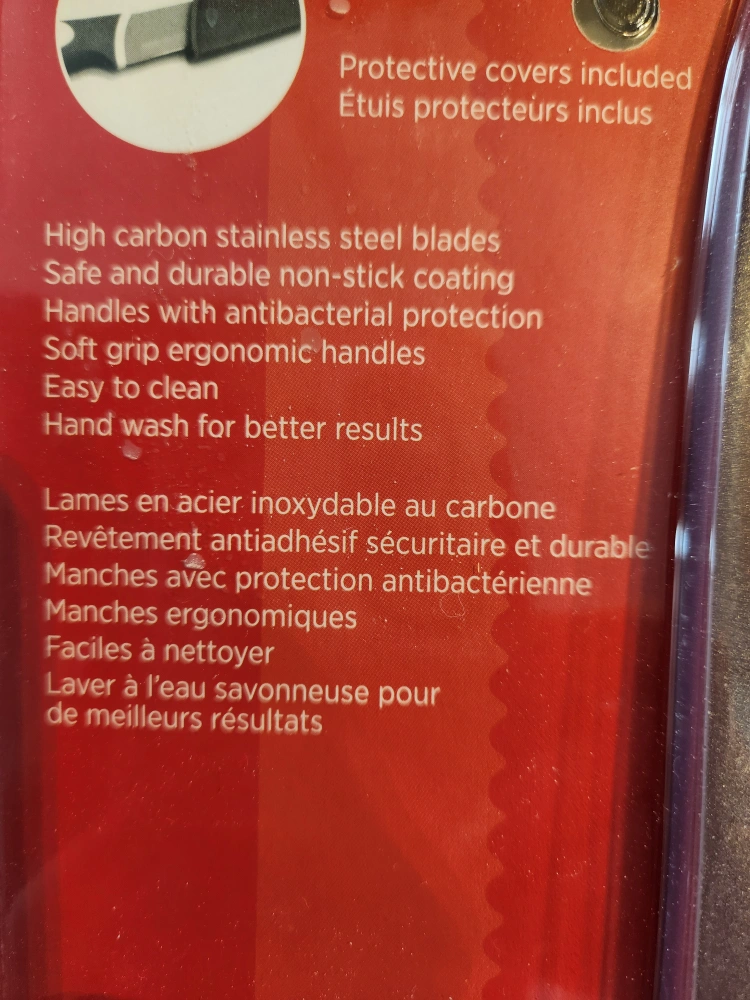 Protective covers included
Étuis protecteurs inclus
High carbon stainless steel blades
Safe and durable non-stick coating
Handles with antibacterial protection
Soft grip ergonomic handles
Easy to clean
Hand wash for better results
Lames en acier inoxydable au carbone
Revêtement antiadhésif sécuritaire et durable
Manches avec protection antibactérienne
Manches ergonomiques
Faciles à nettoyer
Laver à l'eau savonneuse pour
de meilleurs résultats